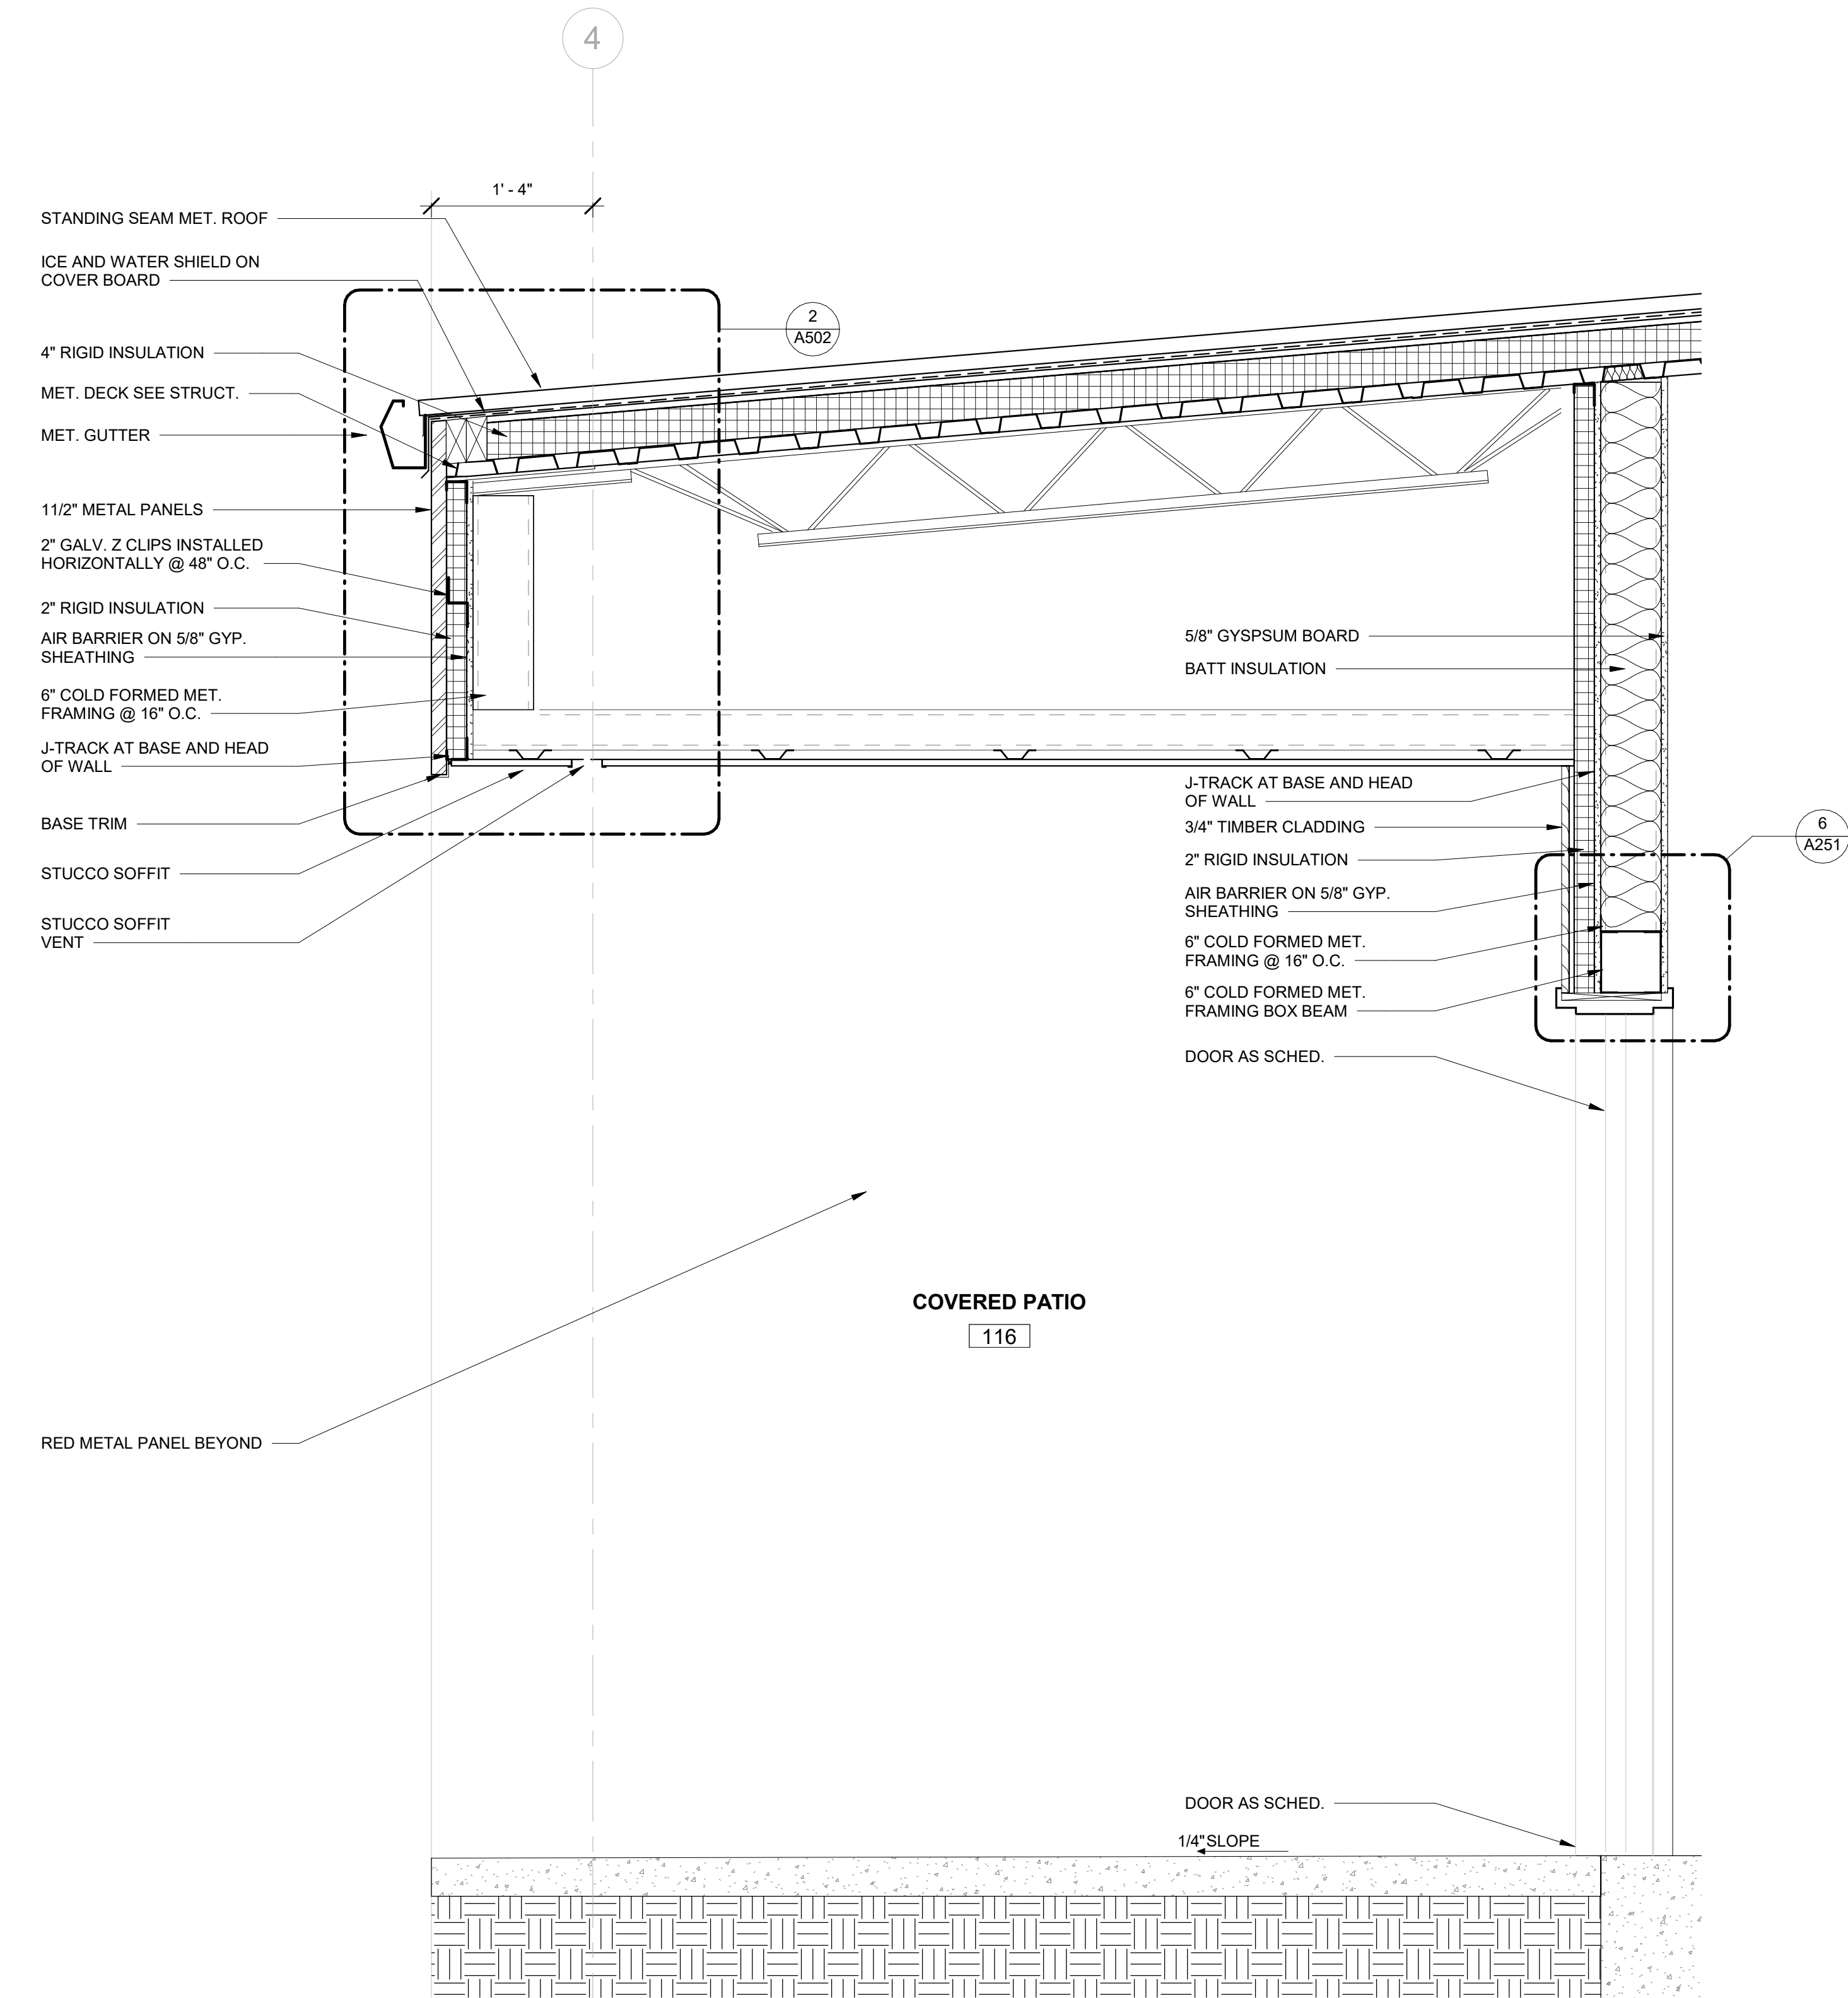 4
1' - 4"
STANDING SEAM MET. ROOF
ICE AND WATER SHIELD ON
COVER BOARD
2
A502
4" RIGID INSULATION
MET. DECK SEE STRUCT.
MET. GUTTER
11/2" METAL PANELS
2" GALV. Z CLIPS INSTALLED
HORIZONTALLY @ 48" O.C.
2" RIGID INSULATION
AIR BARRIER ON 5/8" GYP.
SHEATHING
6" COLD FORMED MET.
FRAMING @ 16" O.C.
J-TRACK AT BASE AND HEAD
OF WALL
BASE TRIM
STUCCO SOFFIT
STUCCO SOFFIT
VENT
5/8" GYSPSUM BOARD
BATT INSULATION
J-TRACK AT BASE AND HEAD
OF WALL
3/4" TIMBER CLADDING
2" RIGID INSULATION
AIR BARRIER ON 5/8" GYP.
SHEATHING
6" COLD FORMED MET.
FRAMING @ 16" O.C.
6" COLD FORMED MET.
FRAMING BOX BEAM
6
A251
DOOR AS SCHED.
COVERED PATIO
116
RED METAL PANEL BEYOND
DOOR AS SCHED.
1/4"SLOPE